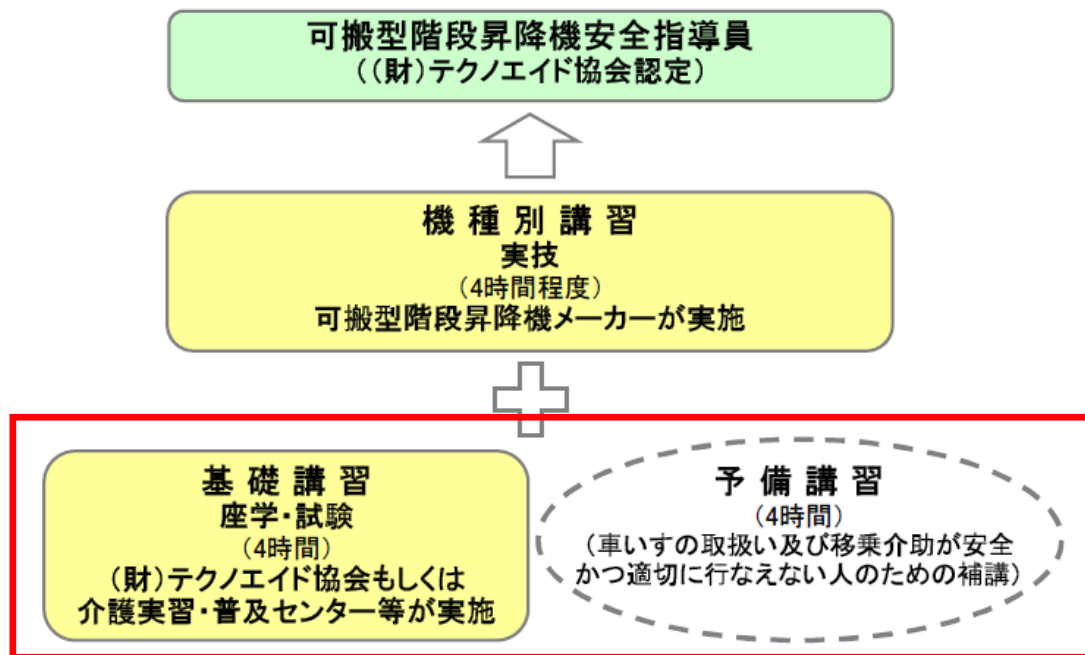 可搬型階段昇降機安全指導員
((財)テクノエイド協会認定)
機 種 別 講 習
実技
(4時間程度)
可搬型階段昇降機メーカーが実施
基 礎 講 習
座学・試験
(4時間)
(財)テクノエイド協会もしくは
介護実習・普及センター等が実施
予 備 講 習
(4時間)
(車いすの取扱い及び移乗介助が安全
かつ適切に行なえない人のための補講)